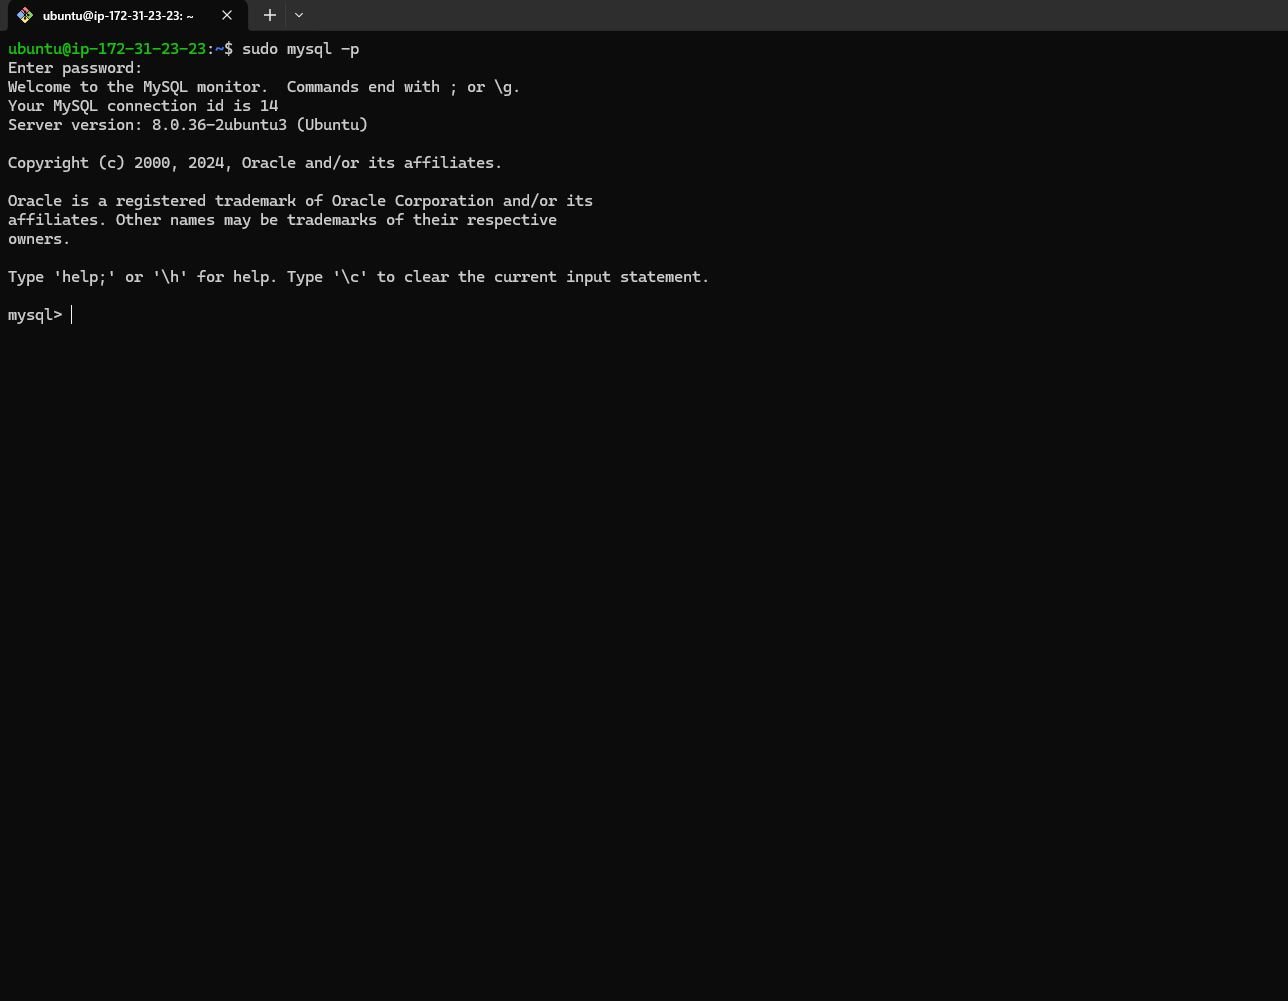 ubuntu@ip-172-31-23-23: ~
ubuntu@ip-172-31-23-23:~$ sudo mysql -p
Enter password:
Welcome to the MySQL monitor.  Commands end with ; or \g.
Your MySQL connection id is 14
Server version: 8.0.36-2ubuntu3 (Ubuntu)
Copyright (c) 2000, 2024, Oracle and/or its affiliates.
Oracle is a registered trademark of Oracle Corporation and/or its
affiliates. Other names may be trademarks of their respective
owners.
Type 'help;' or '\h' for help. Type '\c' to clear the current input statement.
mysql>